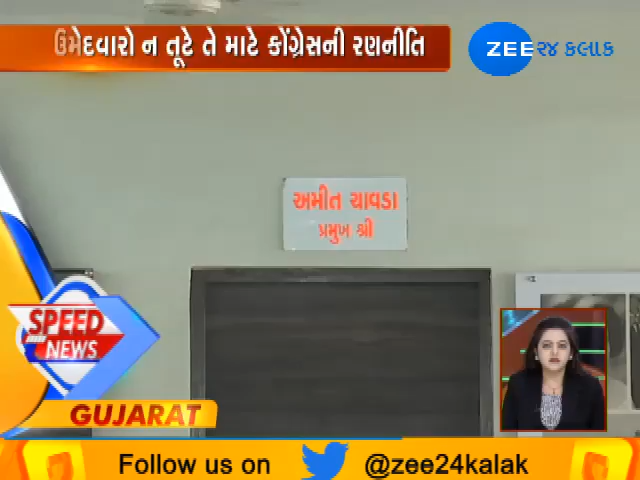 ઉમેદવારો ન તૂટે તે માટે કોંગ્રેસની રણનીતિ
ZEE ૨૪ કલાક
અમીત ચાવડા
પ્રમુખ શ્રી
SPEED
NEWS
GUJARAT
Follow us on @zee24kalak